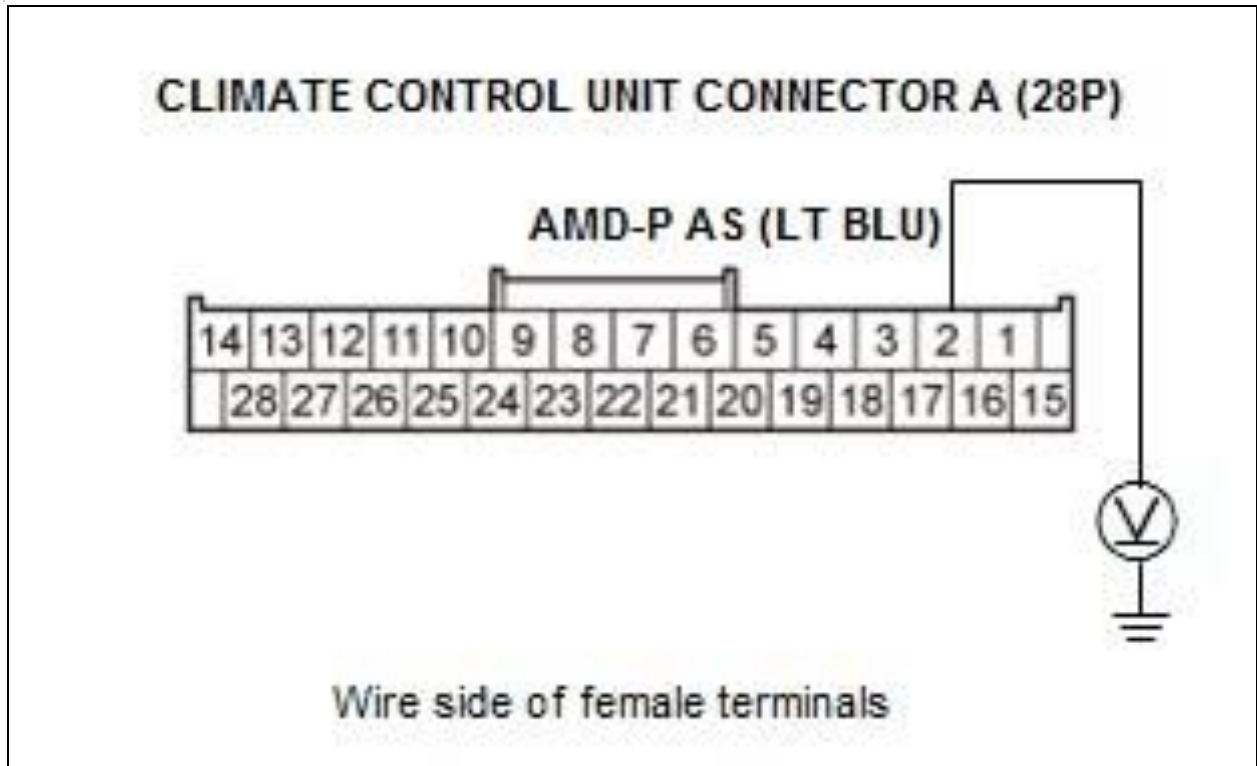 CLIMATE CONTROL UNIT CONNECTOR A (28P)
AMD-P AS (LT BLU)
14 13 12 11 10 9 8 7 6 5 4 3 2 1
28 27 26 25 24 23 22 21 20 19 18 17 16 15
V
Wire side of female terminals